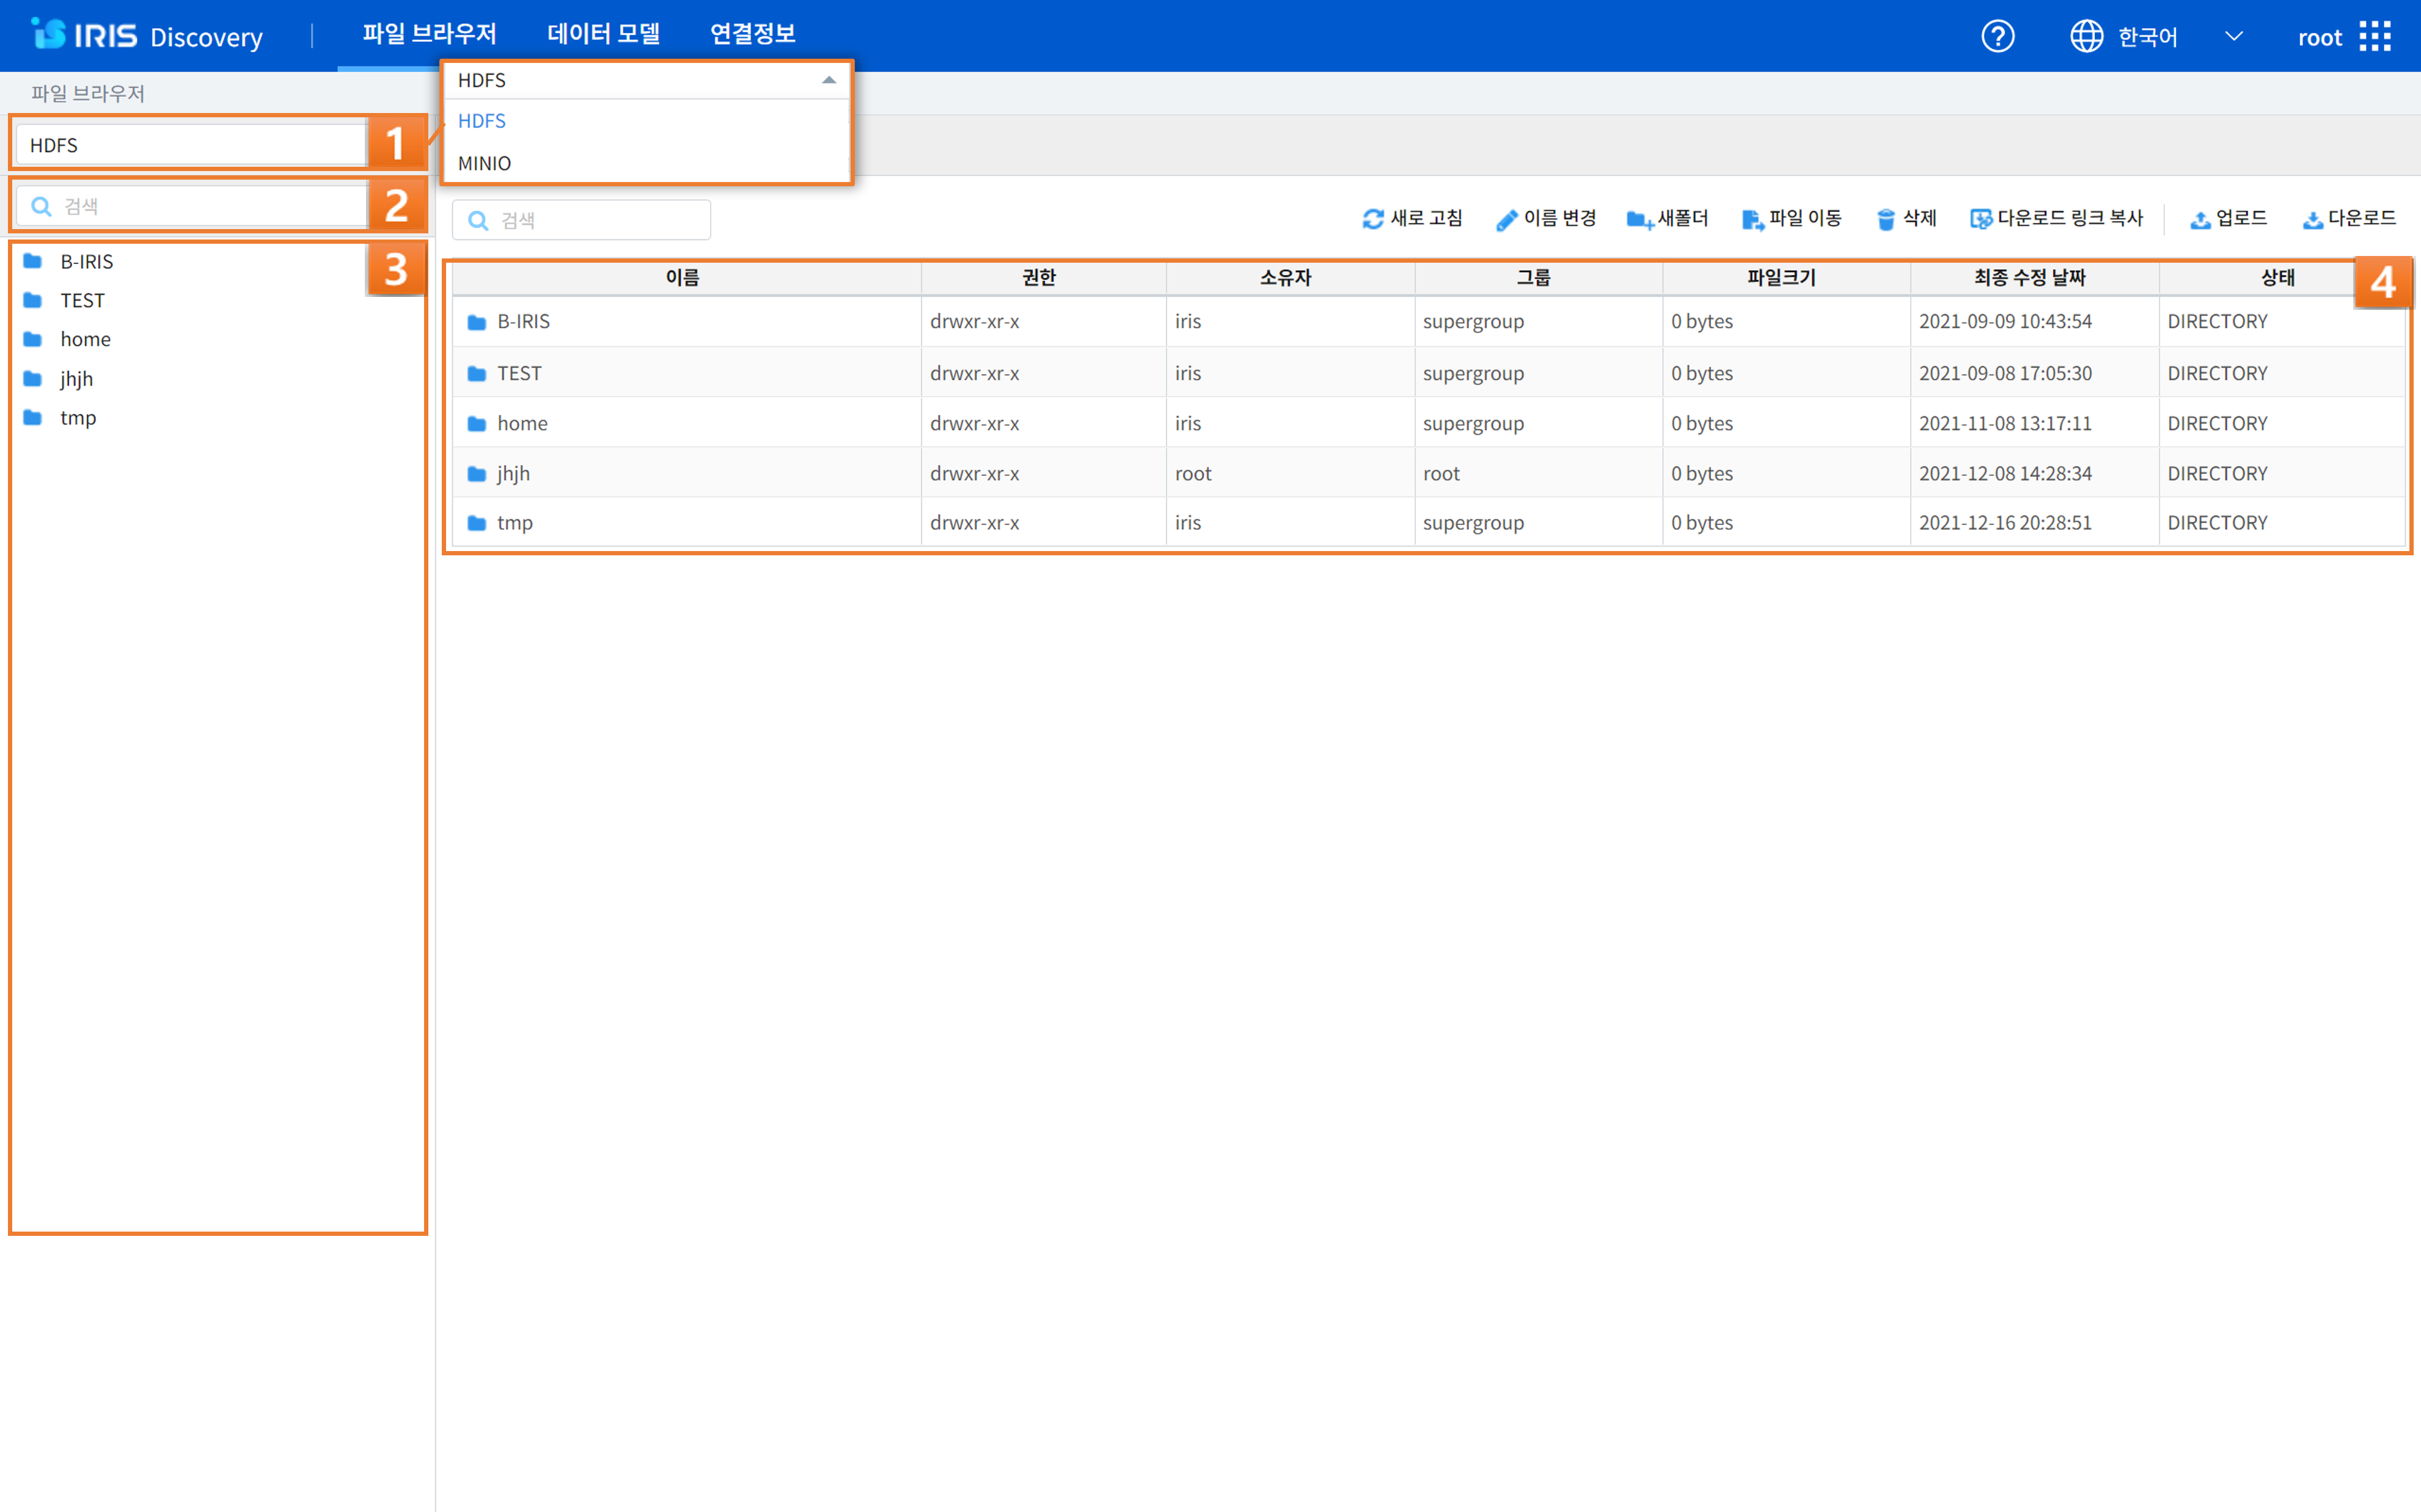 IRIS Discovery
파일 브라우저 데이터 모델 연결정보
한국어
root
파일 브라우저
HDFS
HDFS
MINIO
HDFS
1
검색
2
B-IRIS
TEST
home
jhjh
tmp
3
검색
새로 고침 이름 변경 새폴더 파일 이동 삭제 다운로드 링크 복사 업로드 다운로드
이름 권한 소유자 그룹 파일크기 최종 수정 날짜 상태
4
B-IRIS drwxr-xr-x iris supergroup 0 bytes 2021-09-09 10:43:54 DIRECTORY
TEST drwxr-xr-x iris supergroup 0 bytes 2021-09-08 17:05:30 DIRECTORY
home drwxr-xr-x iris supergroup 0 bytes 2021-11-08 13:17:11 DIRECTORY
jhjh drwxr-xr-x root root 0 bytes 2021-12-08 14:28:34 DIRECTORY
tmp drwxr-xr-x iris supergroup 0 bytes 2021-12-16 20:28:51 DIRECTORY